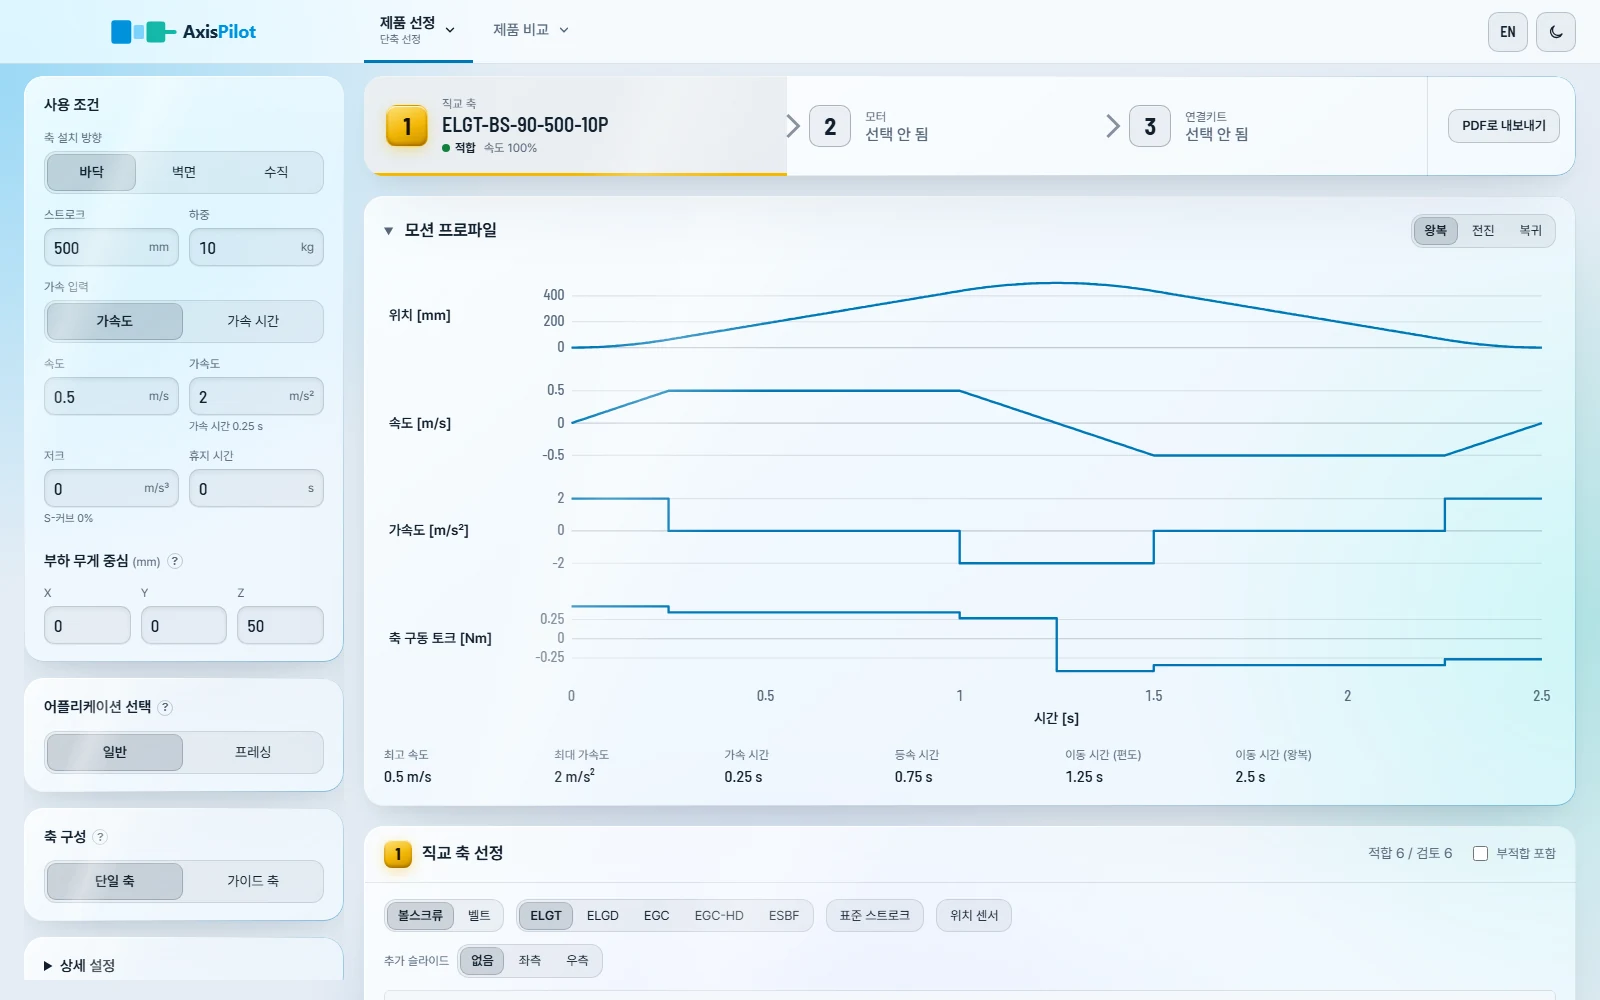 AxisPilot
제품 선정
단축 선정
제품 비교
EN
사용 조건
축 설치 방향
바닥 벽면 수직
스트로크 하중
500 mm 10 kg
가속 입력
가속도 가속 시간
속도 가속도
0.5 m/s 2 m/s²
가속 시간 0.25 s
저크 휴지 시간
0 m/s³ 0 s
S-커브 0%
부하 무게 중심 (mm) ?
X Y Z
0 0 50
어플리케이션 선택 ?
일반 프레싱
축 구성 ?
단일 축 가이드 축
▶ 상세 설정
1
직교 축
ELGT-BS-90-500-10P
적합 속도 100%
2
모터
선택 안 됨
3
연결키트
선택 안 됨
PDF로 내보내기
▼ 모션 프로파일
왕복 전진 복귀
위치 [mm]
400
200
0
속도 [m/s]
0.5
0
-0.5
가속도 [m/s²]
2
0
-2
축 구동 토크 [Nm]
0.25
0
-0.25
0 0.5 1 1.5 2 2.5
시간 [s]
최고 속도 최대 가속도 가속 시간 등속 시간 이동 시간 (편도) 이동 시간 (왕복)
0.5 m/s 2 m/s² 0.25 s 0.75 s 1.25 s 2.5 s
1 직교 축 선정
적합 6 / 검토 6 부적합 포함
볼스크류 벨트 ELGT ELGD EGC EGC-HD ESBF 표준 스트로크 위치 센서
추가 슬라이드 없음 좌측 우측